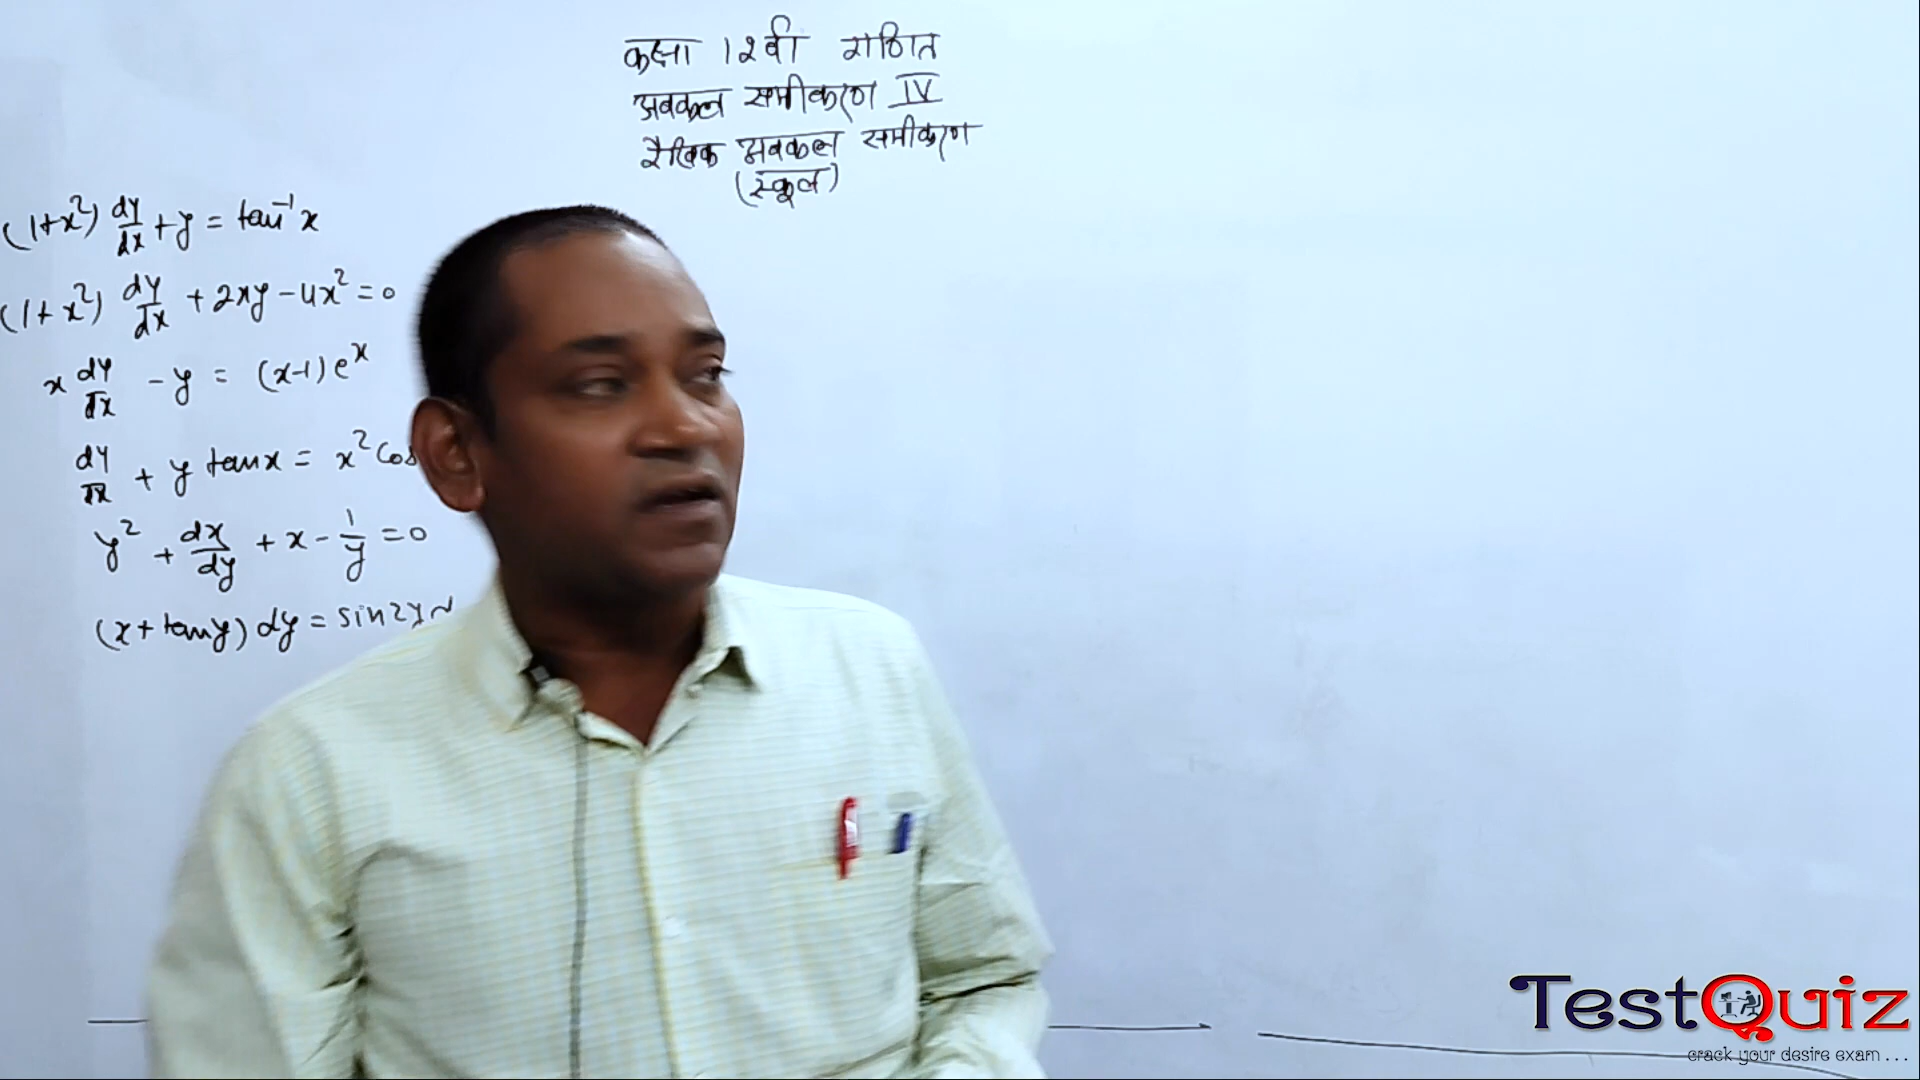 कक्षा 12वी गणित
अवकल समीकरण IV
रैखिक अवकल समीकरण
(स्कूल)
(1+x²) dy/dx + y = tan⁻¹ x
(1+x²) dy/dx + 2xy - 4x² = 0
x dy/dx - y = (x-1) eˣ
dy/dx + y tanx = x² Cos
y² + dx/dy + x - 1/y = 0
(x + tany) dy = sin2y
TestQuiz
crack your desire exam ...